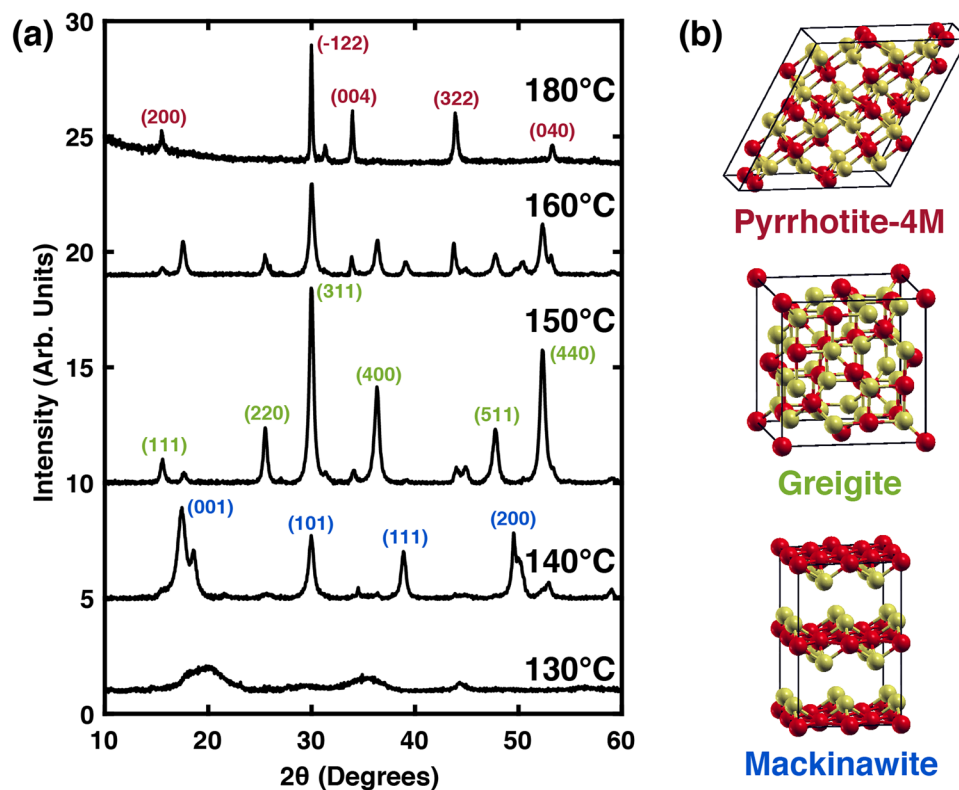 (a)
(b)
30
25
20
15
10
5
0
Intensity (Arb. Units)
(200)
(-122)
(004)
(322)
(040)
180°C
160°C
(111)
(220)
(311)
(400)
(511)
(440)
150°C
(001)
(101)
(111)
(200)
140°C
130°C
10
20
30
40
50
60
2θ (Degrees)
Pyrrhotite-4M
Greigite
Mackinawite